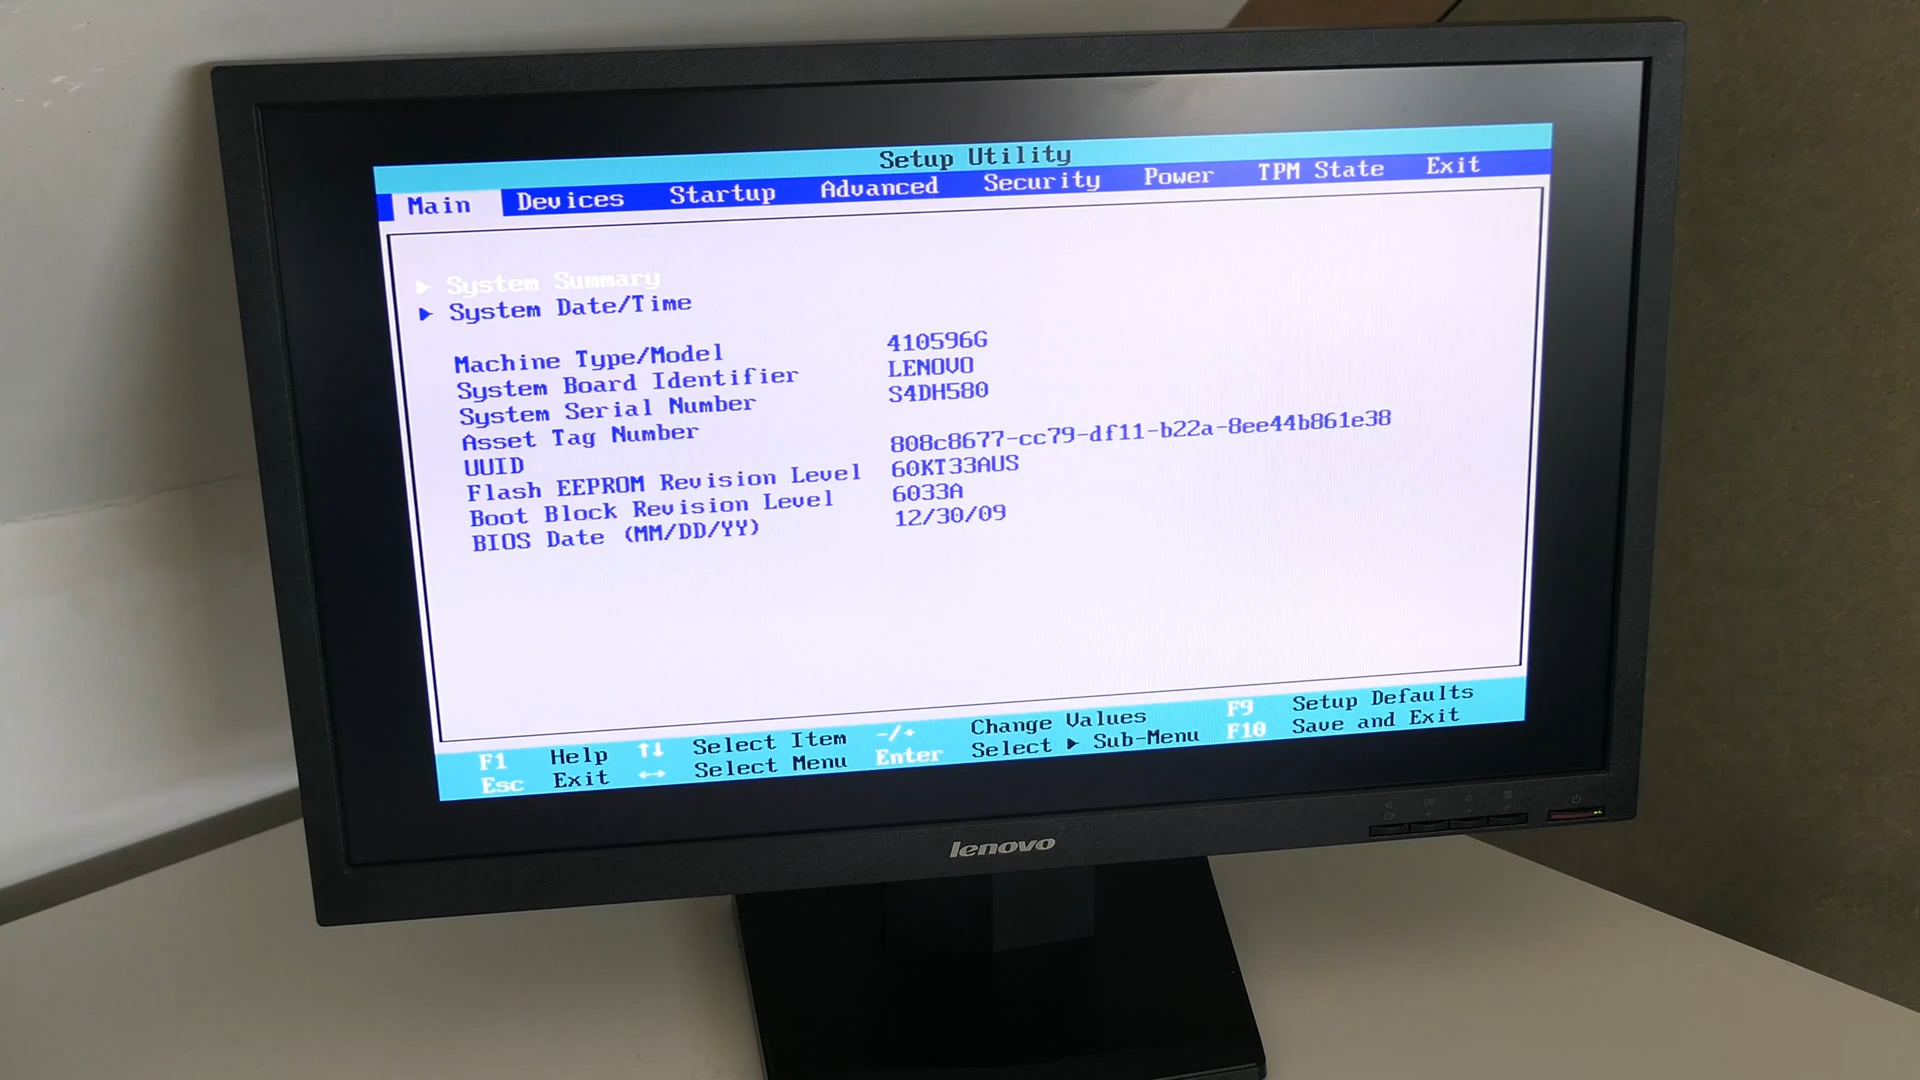 Setup Utility
Main Devices Startup Advanced Security Power TPM State Exit
System Summary
System Date/Time
Machine Type/Model 410596G
System Board Identifier LENOVO
System Serial Number S4DH580
Asset Tag Number
UUID 808c8677-cc79-df11-b22a-8ee44b861e38
Flash EEPROM Revision Level 60KT33AUS
Boot Block Revision Level 6033A
BIOS Date (MM/DD/YY) 12/30/09
F1 Help ↑↓ Select Item -/+ Change Values F9 Setup Defaults
Esc Exit ↔ Select Menu Enter Select ▶ Sub-Menu F10 Save and Exit
lenovo